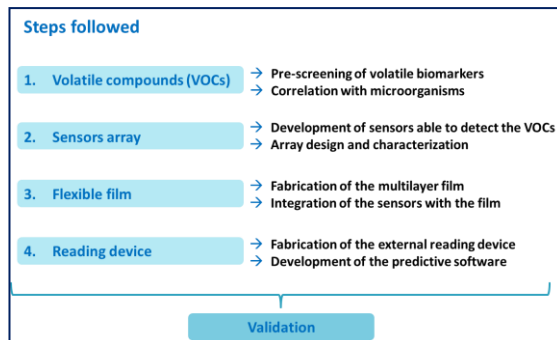 Steps followed
1. Volatile compounds (VOCs)
→ Pre-screening of volatile biomarkers
→ Correlation with microorganisms
2. Sensors array
→ Development of sensors able to detect the VOCs
→ Array design and characterization
3. Flexible film
→ Fabrication of the multilayer film
→ Integration of the sensors with the film
4. Reading device
→ Fabrication of the external reading device
→ Development of the predictive software
Validation